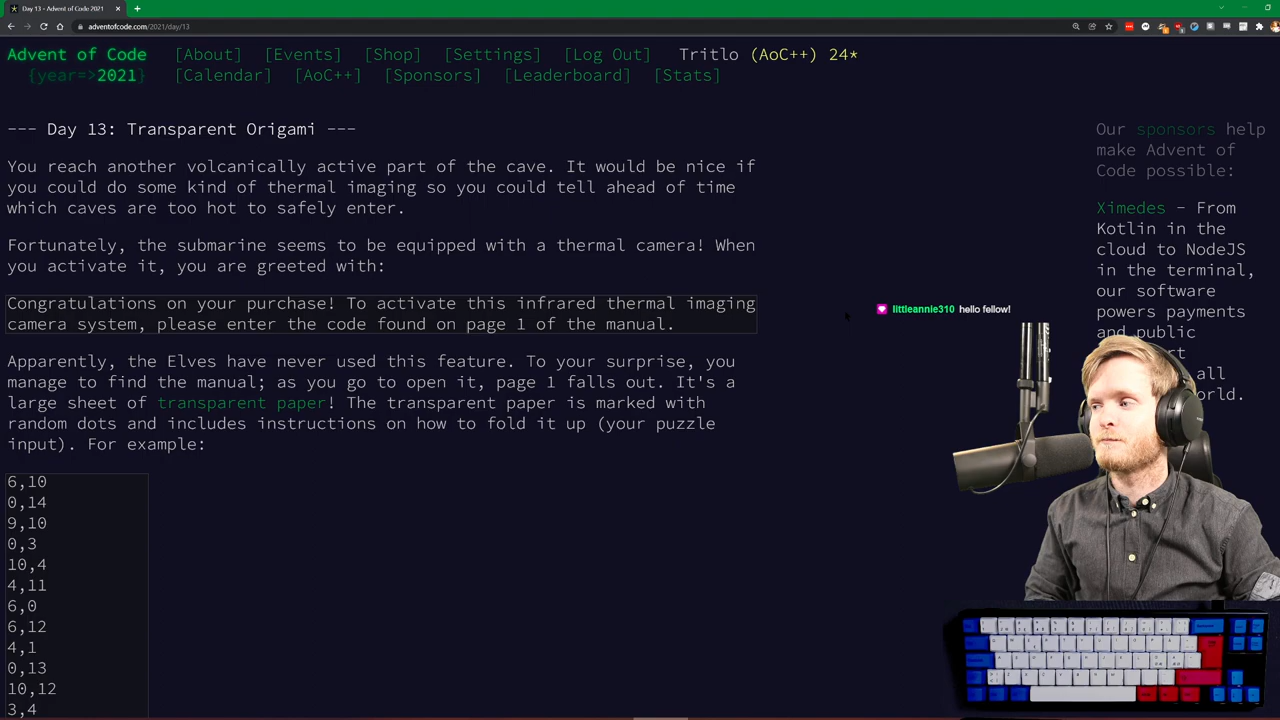 Day 13 - Advent of Code 2021
adventofcode.com/2021/day/13
Advent of Code [About] [Events] [Shop] [Settings] [Log Out] Tritlo (AoC++) 24*
{year=>2021} [Calendar] [AoC++] [Sponsors] [Leaderboard] [Stats]
--- Day 13: Transparent Origami ---
You reach another volcanically active part of the cave. It would be nice if
you could do some kind of thermal imaging so you could tell ahead of time
which caves are too hot to safely enter.
Fortunately, the submarine seems to be equipped with a thermal camera! When
you activate it, you are greeted with:
Congratulations on your purchase! To activate this infrared thermal imaging
camera system, please enter the code found on page 1 of the manual.
Apparently, the Elves have never used this feature. To your surprise, you
manage to find the manual; as you go to open it, page 1 falls out. It's a
large sheet of transparent paper! The transparent paper is marked with
random dots and includes instructions on how to fold it up (your puzzle
input). For example:
6,10
0,14
9,10
0,3
10,4
4,11
6,0
6,12
4,1
0,13
10,12
3,4
Our sponsors help
make Advent of
Code possible:
Ximedes - From
Kotlin in the
cloud to NodeJS
in the terminal,
our software
powers payments
and public
all
littleannie310 hello fellow!